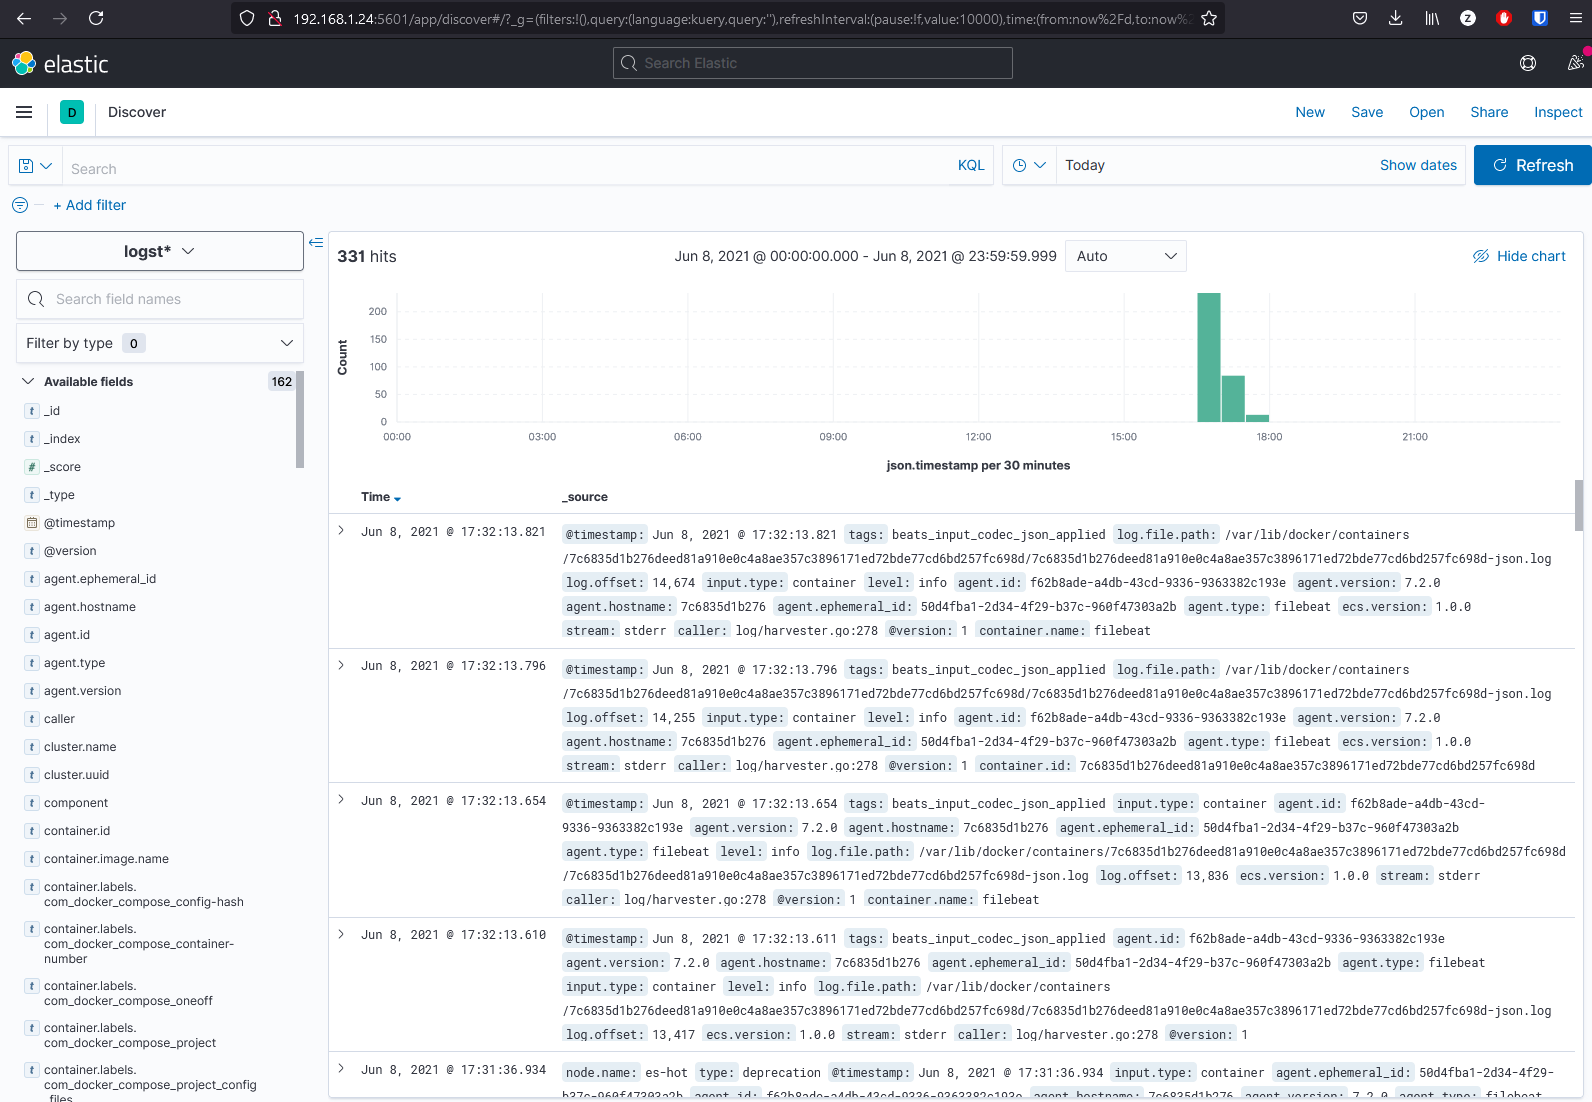 192.168.1.24:5601/app/discover#/?_g=(filters:!(),query:(language:kuery,query:''),refreshInterval:(pause:!f,value:10000),time:(from:now%2Fd,to:now%2
elastic
Search Elastic
D Discover New Save Open Share Inspect
Search KQL Today Show dates Refresh
+ Add filter
logst*
Search field names
Filter by type 0
Available fields 162
t _id
t _index
# _score
t _type
@timestamp
t @version
t agent.ephemeral_id
t agent.hostname
t agent.id
t agent.type
t agent.version
t caller
t cluster.name
t cluster.uuid
t component
t container.id
t container.image.name
t container.labels.
com_docker_compose_config-hash
t container.labels.
com_docker_compose_container-
number
t container.labels.
com_docker_compose_oneoff
t container.labels.
com_docker_compose_project
t container.labels.
com_docker_compose_project_config
_files
331 hits Jun 8, 2021 @ 00:00:00.000 - Jun 8, 2021 @ 23:59:59.999 Auto Hide chart
Count
200
150
100
50
0
00:00 03:00 06:00 09:00 12:00 15:00 18:00 21:00
json.timestamp per 30 minutes
Time _source
Jun 8, 2021 @ 17:32:13.821 @timestamp: Jun 8, 2021 @ 17:32:13.821 tags: beats_input_codec_json_applied log.file.path: /var/lib/docker/containers
/7c6835d1b276deed81a910e0c4a8ae357c3896171ed72bde77cd6bd257fc698d/7c6835d1b276deed81a910e0c4a8ae357c3896171ed72bde77cd6bd257fc698d-json.log
log.offset: 14,674 input.type: container level: info agent.id: f62b8ade-a4db-43cd-9336-9363382c193e agent.version: 7.2.0
agent.hostname: 7c6835d1b276 agent.ephemeral_id: 50d4fba1-2d34-4f29-b37c-960f47303a2b agent.type: filebeat ecs.version: 1.0.0
stream: stderr caller: log/harvester.go:278 @version: 1 container.name: filebeat
Jun 8, 2021 @ 17:32:13.796 @timestamp: Jun 8, 2021 @ 17:32:13.796 tags: beats_input_codec_json_applied log.file.path: /var/lib/docker/containers
/7c6835d1b276deed81a910e0c4a8ae357c3896171ed72bde77cd6bd257fc698d/7c6835d1b276deed81a910e0c4a8ae357c3896171ed72bde77cd6bd257fc698d-json.log
log.offset: 14,255 input.type: container level: info agent.id: f62b8ade-a4db-43cd-9336-9363382c193e agent.version: 7.2.0
agent.hostname: 7c6835d1b276 agent.ephemeral_id: 50d4fba1-2d34-4f29-b37c-960f47303a2b agent.type: filebeat ecs.version: 1.0.0
stream: stderr caller: log/harvester.go:278 @version: 1 container.id: 7c6835d1b276deed81a910e0c4a8ae357c3896171ed72bde77cd6bd257fc698d
Jun 8, 2021 @ 17:32:13.654 @timestamp: Jun 8, 2021 @ 17:32:13.654 tags: beats_input_codec_json_applied input.type: container agent.id: f62b8ade-a4db-43cd-
9336-9363382c193e agent.version: 7.2.0 agent.hostname: 7c6835d1b276 agent.ephemeral_id: 50d4fba1-2d34-4f29-b37c-960f47303a2b
agent.type: filebeat level: info log.file.path: /var/lib/docker/containers/7c6835d1b276deed81a910e0c4a8ae357c3896171ed72bde77cd6bd257fc698d
/7c6835d1b276deed81a910e0c4a8ae357c3896171ed72bde77cd6bd257fc698d-json.log log.offset: 13,836 ecs.version: 1.0.0 stream: stderr
caller: log/harvester.go:278 @version: 1 container.name: filebeat
Jun 8, 2021 @ 17:32:13.610 @timestamp: Jun 8, 2021 @ 17:32:13.611 tags: beats_input_codec_json_applied agent.id: f62b8ade-a4db-43cd-9336-9363382c193e
agent.version: 7.2.0 agent.hostname: 7c6835d1b276 agent.ephemeral_id: 50d4fba1-2d34-4f29-b37c-960f47303a2b agent.type: filebeat
input.type: container level: info log.file.path: /var/lib/docker/containers
/7c6835d1b276deed81a910e0c4a8ae357c3896171ed72bde77cd6bd257fc698d/7c6835d1b276deed81a910e0c4a8ae357c3896171ed72bde77cd6bd257fc698d-json.log
log.offset: 13,417 ecs.version: 1.0.0 stream: stderr caller: log/harvester.go:278 @version: 1
Jun 8, 2021 @ 17:31:36.934 node.name: es-hot type: deprecation @timestamp: Jun 8, 2021 @ 17:31:36.934 input.type: container agent.ephemeral_id: 50d4fba1-2d34-4f29-
b37c-960f47303a2b agent.id: f62b8ade-a4db-43cd-9336-9363382c193e agent.hostname: 7c6835d1b276 agent.version: 7.2.0 agent.type: filebeat